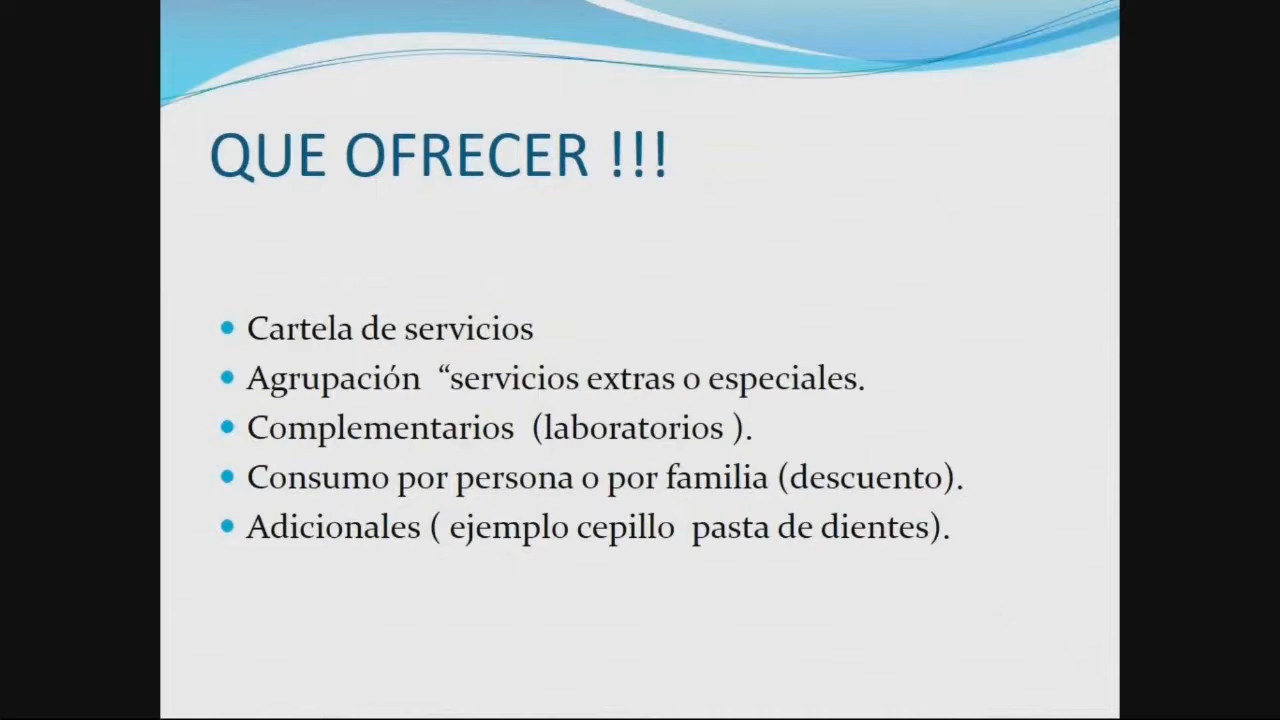 QUE OFRECER !!!
• Cartela de servicios
• Agrupación “servicios extras o especiales.
• Complementarios (laboratorios ).
• Consumo por persona o por familia (descuento).
• Adicionales ( ejemplo cepillo pasta de dientes).